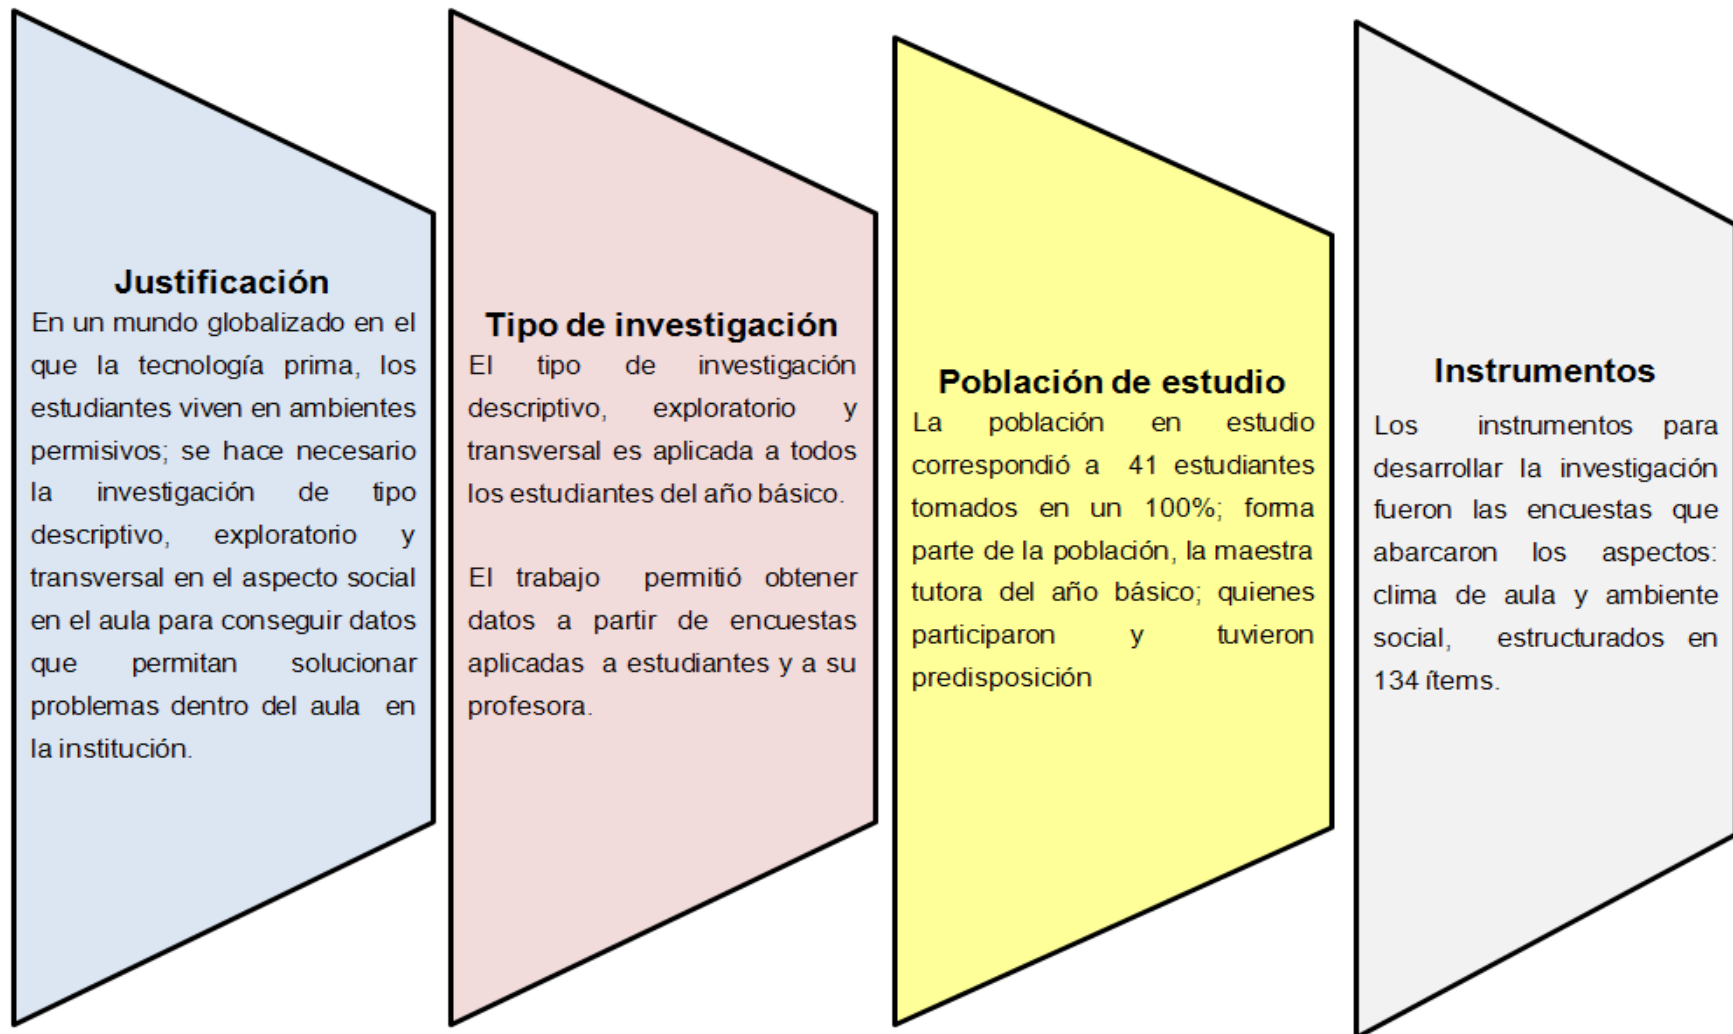 Justificación
En un mundo globalizado en el
que la tecnología prima, los
estudiantes viven en ambientes
permisivos; se hace necesario
la investigación de tipo
descriptivo, exploratorio y
transversal en el aspecto social
en el aula para conseguir datos
que permitan solucionar
problemas dentro del aula en
la institución.
Tipo de investigación
El tipo de investigación
descriptivo, exploratorio y
transversal es aplicada a todos
los estudiantes del año básico.
El trabajo permitió obtener
datos a partir de encuestas
aplicadas a estudiantes y a su
profesora.
Población de estudio
La población en estudio
correspondió a 41 estudiantes
tomados en un 100%; forma
parte de la población, la maestra
tutora del año básico; quienes
participaron y tuvieron
predisposición
Instrumentos
Los instrumentos para
desarrollar la investigación
fueron las encuestas que
abarcaron los aspectos:
clima de aula y ambiente
social, estructurados en
134 ítems.